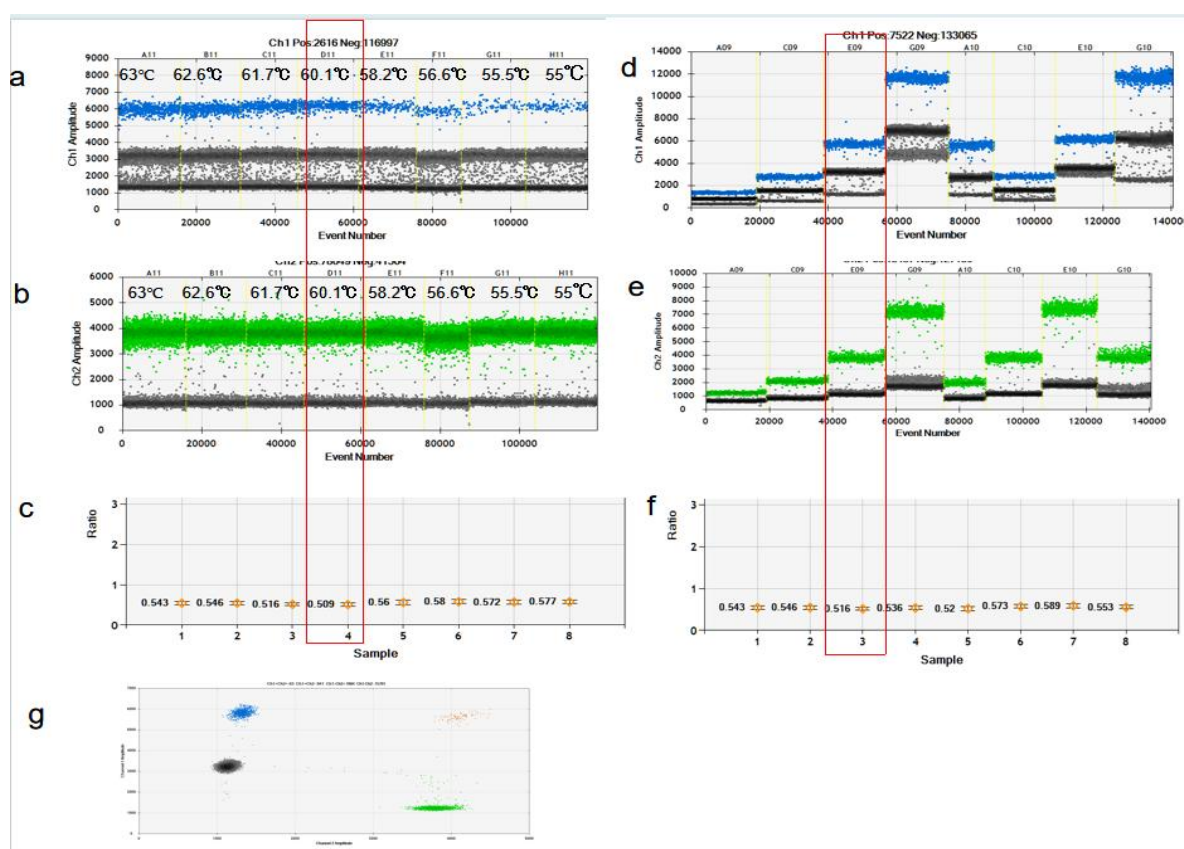 a
Ch1 Pos:2616 Neg:116997
A11 B11 C11 D11 E11 F11 G11 H11
63℃ 62.6℃ 61.7℃ 60.1℃ 58.2℃ 56.6℃ 55.5℃ 55℃
Ch1 Amplitude
9000
8000
7000
6000
5000
4000
3000
2000
1000
0
0 20000 40000 60000 80000 100000
Event Number
b
A11 B11 C11 D11 E11 F11 G11 H11
63℃ 62.6℃ 61.7℃ 60.1℃ 58.2℃ 56.6℃ 55.5℃ 55℃
Ch2 Amplitude
6000
5000
4000
3000
2000
1000
0
0 20000 40000 60000 80000 100000
Event Number
c
Ratio
3
2
1
0
0.543 0.546 0.516 0.509 0.56 0.58 0.572 0.577
1 2 3 4 5 6 7 8
Sample
g
d
Ch1 Pos:7522 Neg:133065
A09 C09 E09 G09 A10 C10 E10 G10
Ch1 Amplitude
14000
12000
10000
8000
6000
4000
2000
0
0 20000 40000 60000 80000 100000 120000 140000
Event Number
e
A09 C09 E09 G09 A10 C10 E10 G10
Ch2 Amplitude
10000
9000
8000
7000
6000
5000
4000
3000
2000
1000
0
0 20000 40000 60000 80000 100000 120000 140000
Event Number
f
Ratio
3
2
1
0
0.543 0.546 0.516 0.536 0.52 0.573 0.589 0.553
1 2 3 4 5 6 7 8
Sample